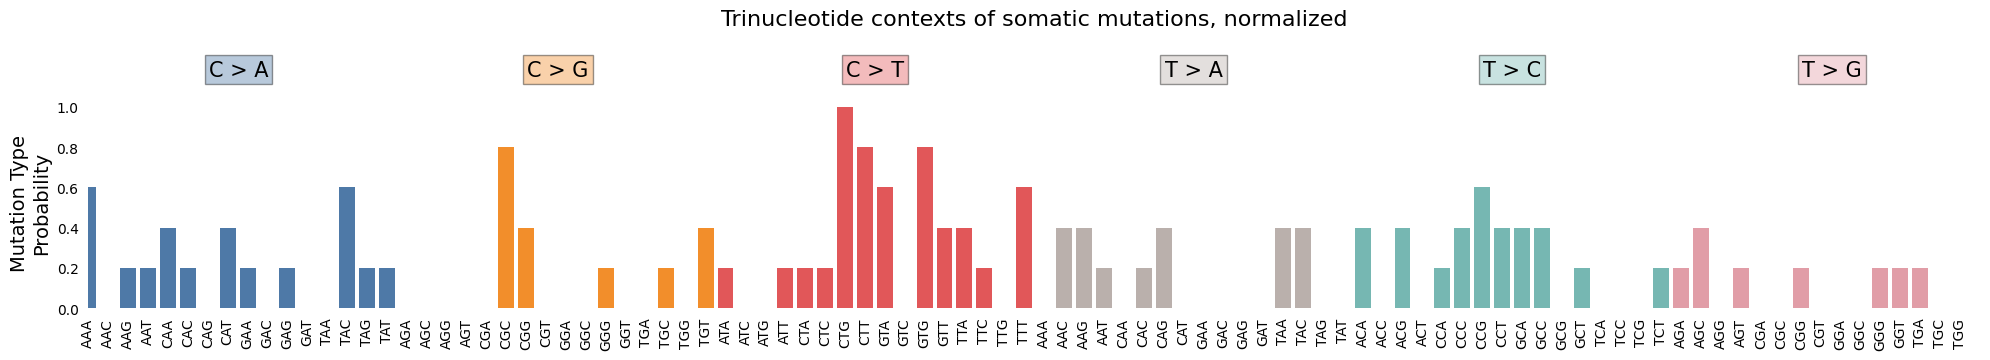 Trinucleotide contexts of somatic mutations, normalized
C > A C > G C > T T > A T > C T > G
Mutation Type
Probability
1.0
0.8
0.6
0.4
0.2
0.0
AAA AAC AAG AAT CAA CAC CAG CAT GAA GAC GAG GAT TAA TAC TAG TAT AGA AGC AGG AGT CGA CGC CGG CGT GGA GGC GGG GGT TGA TGC TGG TGT ATA ATC ATG ATT CTA CTC CTG CTT GTA GTC GTG GTT TTA TTC TTG TTT AAA AAC AAG AAT CAA CAC CAG CAT GAA GAC GAG GAT TAA TAC TAG TAT ACA ACC ACG ACT CCA CCC CCG CCT GCA GCC GCG GCT TCA TCC TCG TCT AGA AGC AGG AGT CGA CGC CGG CGT GGA GGC GGG GGT TGA TGC TGG